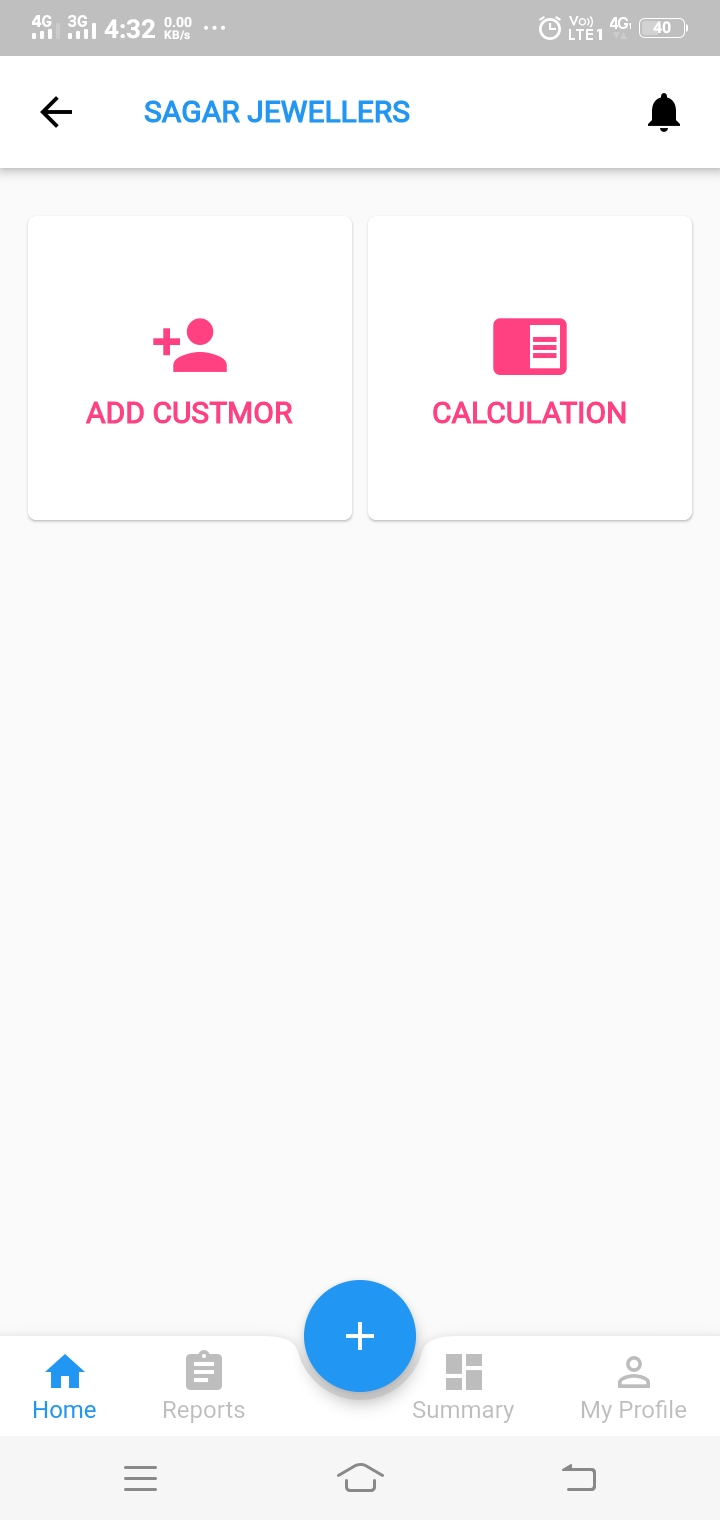 4G 3G 4:32 0.00 KB/s ... Vo)) LTE1 4G 40
SAGAR JEWELLERS
ADD CUSTMOR CALCULATION
Home Reports Summary My Profile